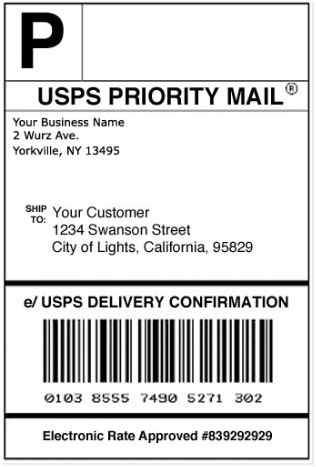 P
USPS PRIORITY MAIL®
Your Business Name
2 Wurz Ave.
Yorkville, NY 13495
SHIP TO: Your Customer
1234 Swanson Street
City of Lights, California, 95829
e/ USPS DELIVERY CONFIRMATION
0103 8555 7490 5271 302
Electronic Rate Approved #839292929